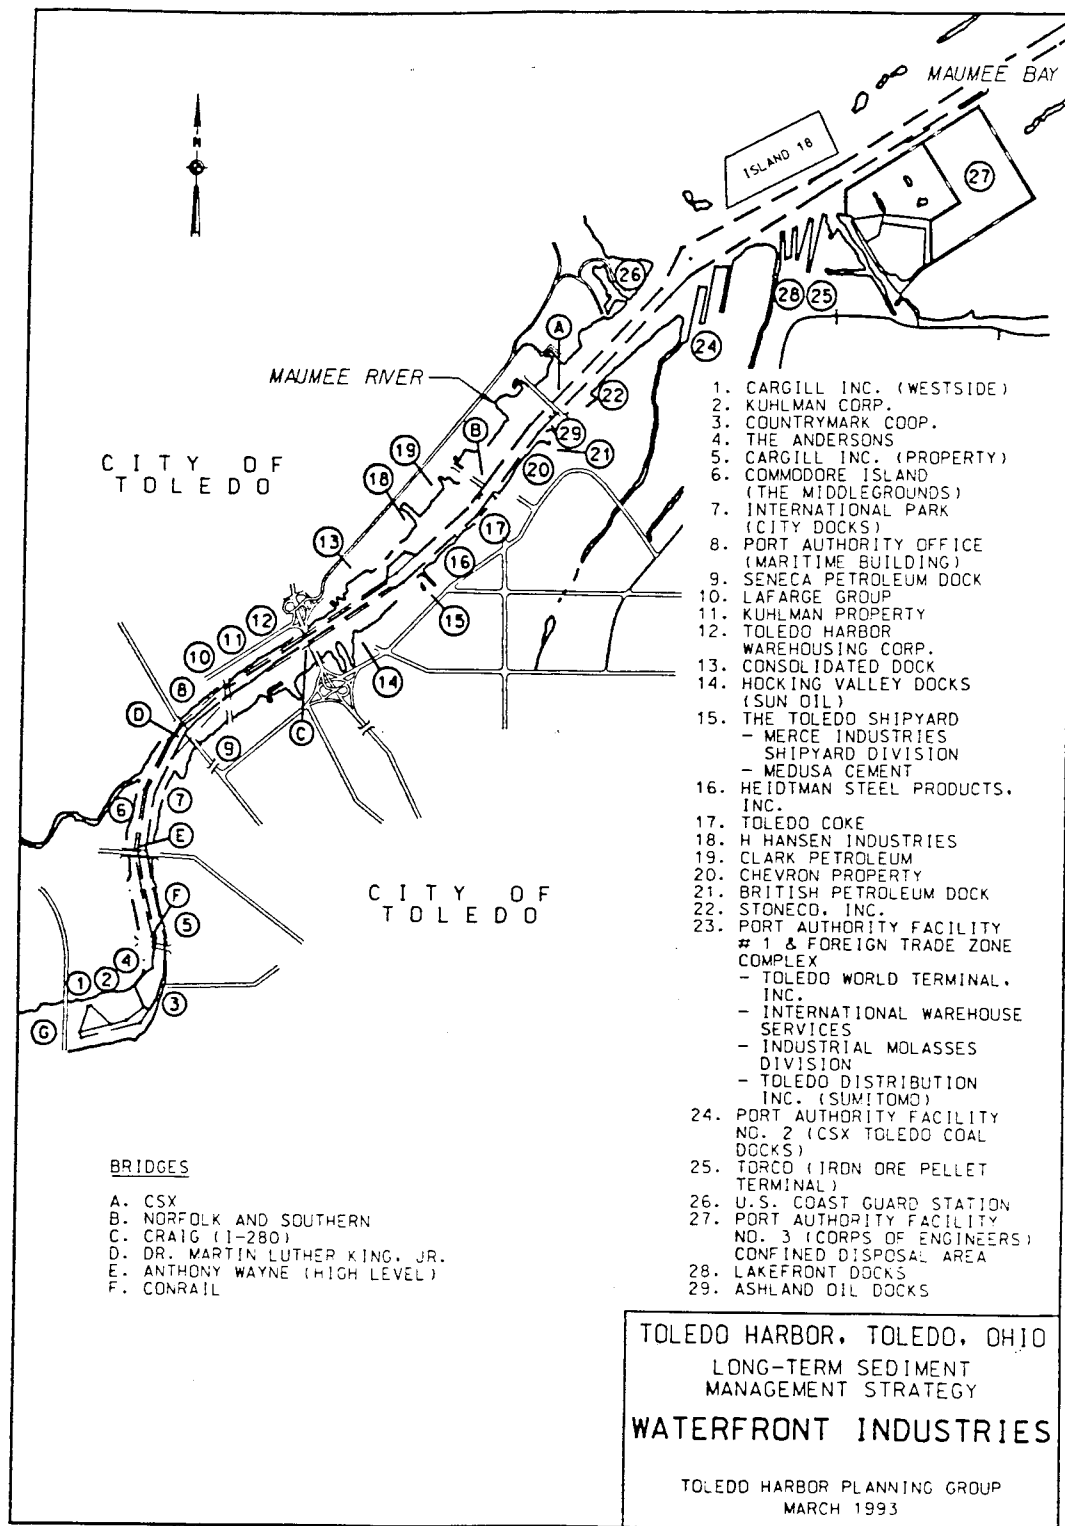 MAUMEE BAY
N
ISLAND 18
27
26
28
25
A
24
MAUMEE RIVER
22
B
29
19
21
CITY OF
TOLEDO
20
18
17
13
16
12
15
11
10
14
8
D
C
9
7
6
E
CITY OF
TOLEDO
F
5
4
1
2
3
G
1. CARGILL INC. (WESTSIDE)
2. KUHLMAN CORP.
3. COUNTRYMARK COOP.
4. THE ANDERSONS
5. CARGILL INC. (PROPERTY)
6. COMMODORE ISLAND
(THE MIDDLEGROUNDS)
7. INTERNATIONAL PARK
(CITY DOCKS)
8. PORT AUTHORITY OFFICE
(MARITIME BUILDING)
9. SENECA PETROLEUM DOCK
10. LAFARGE GROUP
11. KUHLMAN PROPERTY
12. TOLEDO HARBOR
WAREHOUSING CORP.
13. CONSOLIDATED DOCK
14. HOCKING VALLEY DOCKS
(SUN OIL)
15. THE TOLEDO SHIPYARD
- MERCE INDUSTRIES
SHIPYARD DIVISION
- MEDUSA CEMENT
16. HEIDTMAN STEEL PRODUCTS,
INC.
17. TOLEDO COKE
18. H HANSEN INDUSTRIES
19. CLARK PETROLEUM
20. CHEVRON PROPERTY
21. BRITISH PETROLEUM DOCK
22. STONECO, INC.
23. PORT AUTHORITY FACILITY
# 1 & FOREIGN TRADE ZONE
COMPLEX
- TOLEDO WORLD TERMINAL,
INC.
- INTERNATIONAL WAREHOUSE
SERVICES
- INDUSTRIAL MOLASSES
DIVISION
- TOLEDO DISTRIBUTION
INC. (SUMITOMO)
24. PORT AUTHORITY FACILITY
NO. 2 (CSX TOLEDO COAL
DOCKS)
25. TORCO (IRON ORE PELLET
TERMINAL)
26. U.S. COAST GUARD STATION
27. PORT AUTHORITY FACILITY
NO. 3 (CORPS OF ENGINEERS)
CONFINED DISPOSAL AREA
28. LAKEFRONT DOCKS
29. ASHLAND OIL DOCKS
BRIDGES
A. CSX
B. NORFOLK AND SOUTHERN
C. CRAIG (I-280)
D. DR. MARTIN LUTHER KING, JR.
E. ANTHONY WAYNE (HIGH LEVEL)
F. CONRAIL
TOLEDO HARBOR, TOLEDO, OHIO
LONG-TERM SEDIMENT
MANAGEMENT STRATEGY
WATERFRONT INDUSTRIES
TOLEDO HARBOR PLANNING GROUP
MARCH 1993